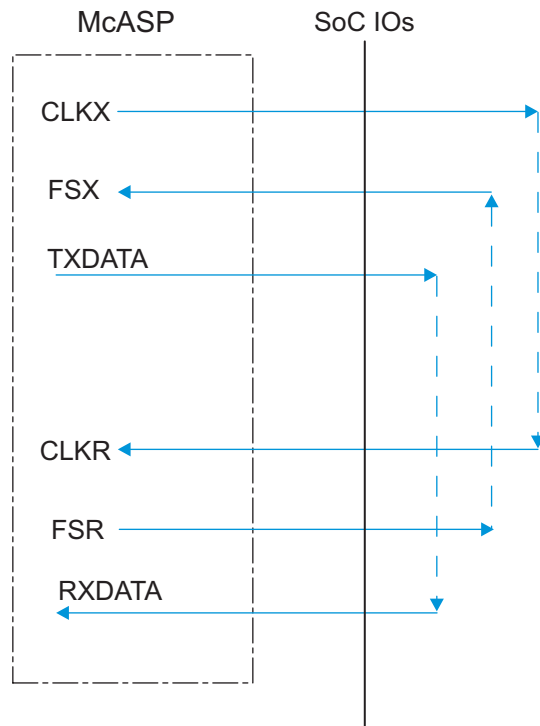 McASP
SoC IOs
CLKX
FSX
TXDATA
CLKR
FSR
RXDATA